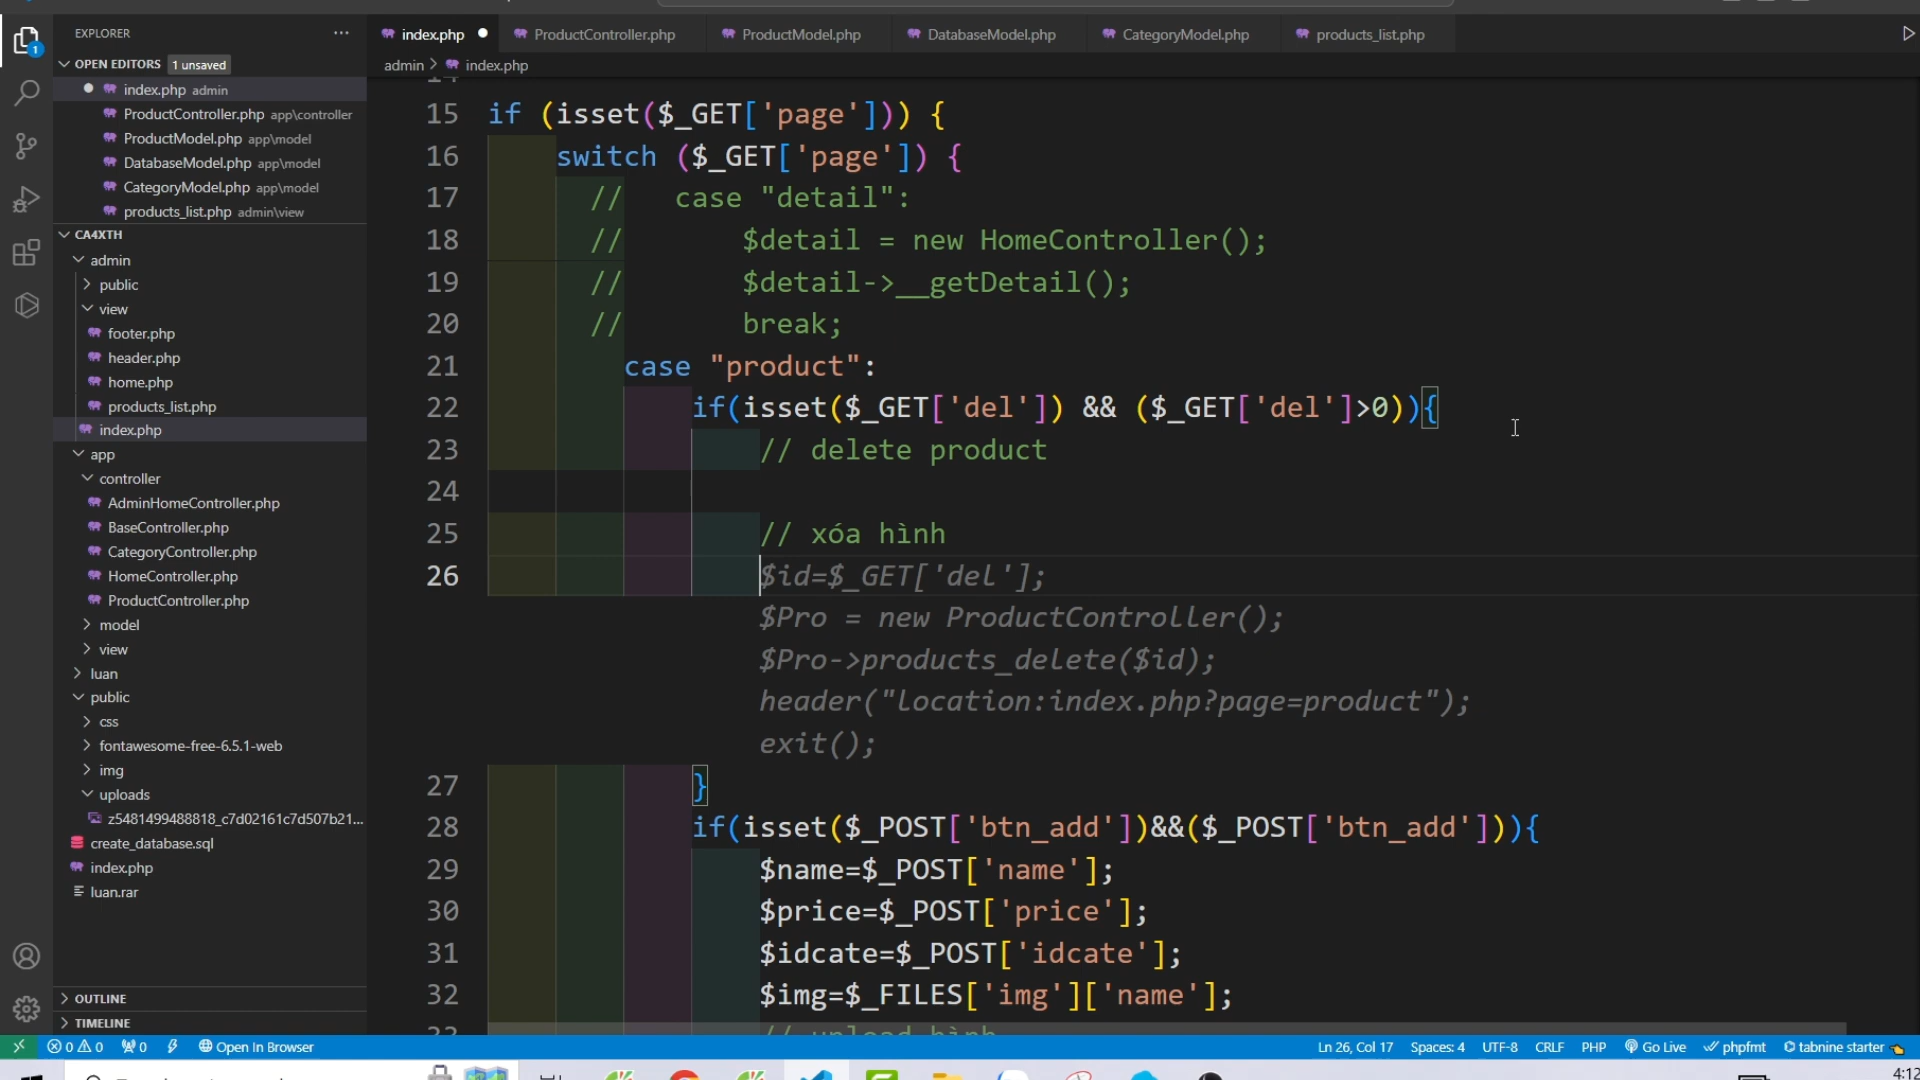 EXPLORER
···
index.php
ProductController.php
ProductModel.php
DatabaseModel.php
CategoryModel.php
products_list.php
OPEN EDITORS 1 unsaved
admin > index.php
index.php admin
ProductController.php app\controller
ProductModel.php app\model
DatabaseModel.php app\model
CategoryModel.php app\model
products_list.php admin\view
CA4XTH
admin
public
view
footer.php
header.php
home.php
products_list.php
index.php
app
controller
AdminHomeController.php
BaseController.php
CategoryController.php
HomeController.php
ProductController.php
model
view
luan
public
css
fontawesome-free-6.5.1-web
img
uploads
z5481499488818_c7d02161c7d507b21...
create_database.sql
index.php
luan.rar
OUTLINE
TIMELINE
15 if (isset($_GET['page'])) {
16 switch ($_GET['page']) {
17 // case "detail":
18 // $detail = new HomeController();
19 // $detail->__getDetail();
20 // break;
21 case "product":
22 if(isset($_GET['del']) && ($_GET['del']>0)){
23 // delete product
24
25 // xóa hình
26 $id=$_GET['del'];
$Pro = new ProductController();
$Pro->products_delete($id);
header("location:index.php?page=product");
exit();
27 }
28 if(isset($_POST['btn_add'])&&($_POST['btn_add'])){
29 $name=$_POST['name'];
30 $price=$_POST['price'];
31 $idcate=$_POST['idcate'];
32 $img=$_FILES['img']['name'];
// upload hình
0 0 0 Open In Browser
Ln 26, Col 17 Spaces: 4 UTF-8 CRLF PHP Go Live phpfmt tabnine starter
4:12